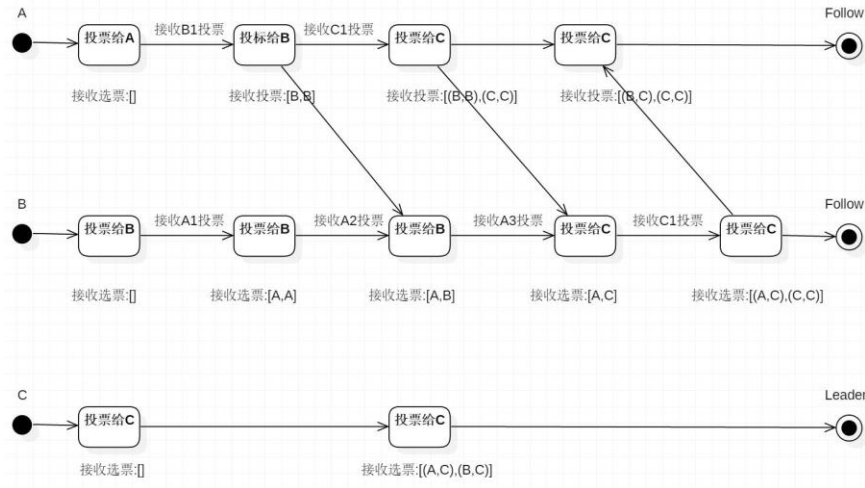 A
Follow
投票给A 接收B1投票 投标给B 接收C1投票 投票给C 投票给C
接收选票:[] 接收投票:[B,B] 接收投票:[(B,B),(C,C)] 接收投票:[(B,C),(C,C)]
B
Follow
投票给B 接收A1投票 投票给B 接收A2投票 投票给B 接收A3投票 投票给C 接收C1投票 投票给C
接收选票:[] 接收选票:[A,A] 接收选票:[A,B] 接收选票:[A,C] 接收选票:[(A,C),(C,C)]
C
Leader
投票给C 投票给C
接收选票:[] 接收选票:[(A,C),(B,C)]